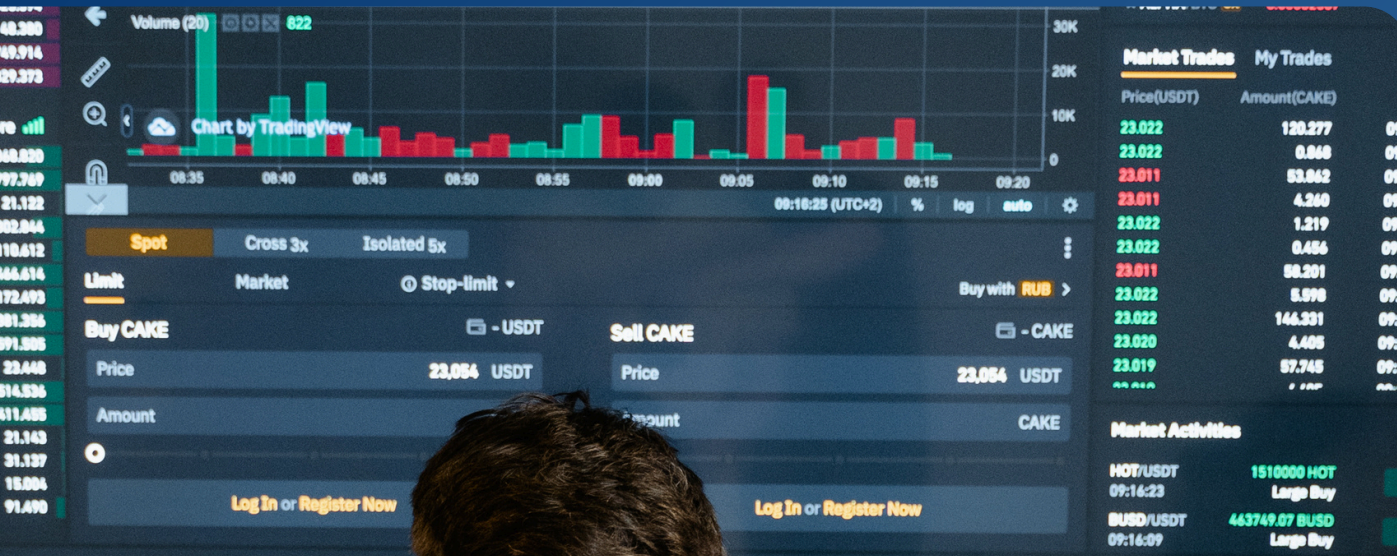 48.380
49.914
29.373
Volume (20) 822
30K
20K
10K
0
Chart by TradingView
08:35 08:40 08:45 08:50 08:55 09:00 09:05 09:10 09:15 09:20
09:16:25 (UTC+2) % log auto
Spot Cross 3x Isolated 5x
Limit Market Stop-limit
Buy with RUB
Buy CAKE - USDT
Sell CAKE - CAKE
Price 23,054 USDT
Price 23,054 USDT
Amount
mount CAKE
Log In or Register Now
Log In or Register Now
21.122
23.448
21.143
31.137
15.004
91.490
Market Trades My Trades
Price(USDT) Amount(CAKE)
23.022 120.277
23.022 0.868
23.011 53.862
23.011 4.260
23.022 1.219
23.022 0.456
23.011 58.201
23.022 5.598
23.022 146.331
23.020 4.405
23.019 57.745
Market Activities
HOT/USDT 1510000 HOT
09:16:23 Large Buy
BUSD/USDT 463749.07 BUSD
09:16:09 Large Buy